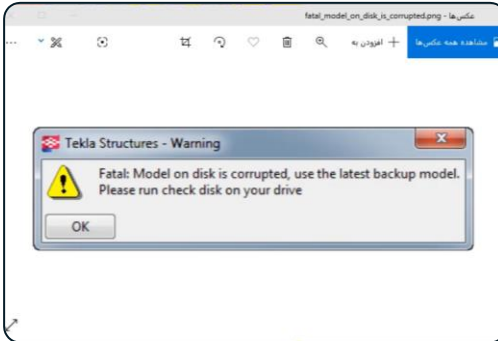 fatal_model_on_disk_is_corrupted.png - عکس‌ها
مشاهده همه عکس‌ها
افزودن به
Tekla Structures - Warning
Fatal: Model on disk is corrupted, use the latest backup model.
Please run check disk on your drive
OK